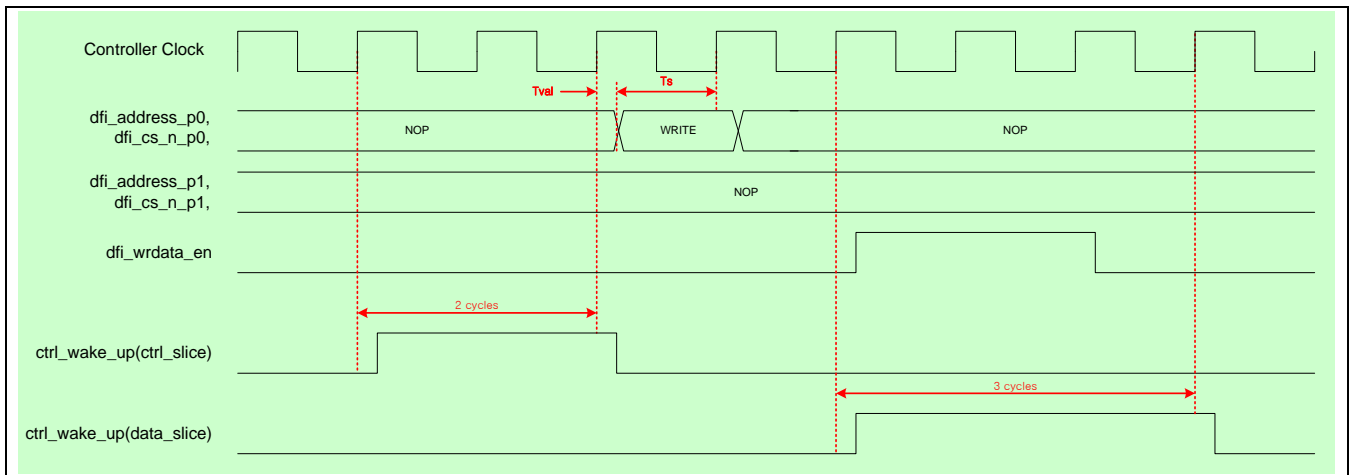 Controller Clock
Tval
Ts
dfi_address_p0,
dfi_cs_n_p0,
NOP
WRITE
NOP
dfi_address_p1,
dfi_cs_n_p1,
NOP
dfi_wrdata_en
2 cycles
ctrl_wake_up(ctrl_slice)
3 cycles
ctrl_wake_up(data_slice)